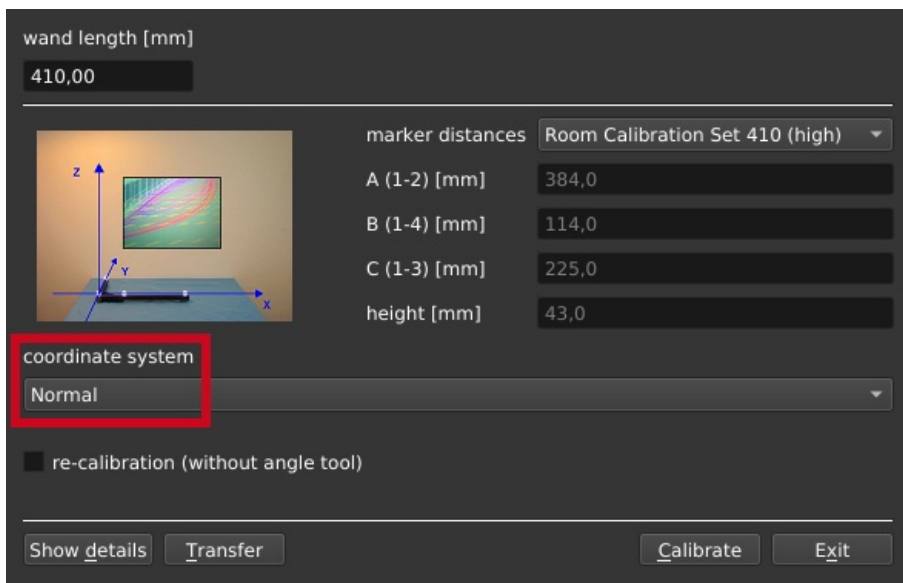 wand length [mm]
410,00
marker distances Room Calibration Set 410 (high)
Z
A (1-2) [mm] 384,0
B (1-4) [mm] 114,0
Y
C (1-3) [mm] 225,0
X
height [mm] 43,0
coordinate system
Normal
re-calibration (without angle tool)
Show details Transfer Calibrate Exit